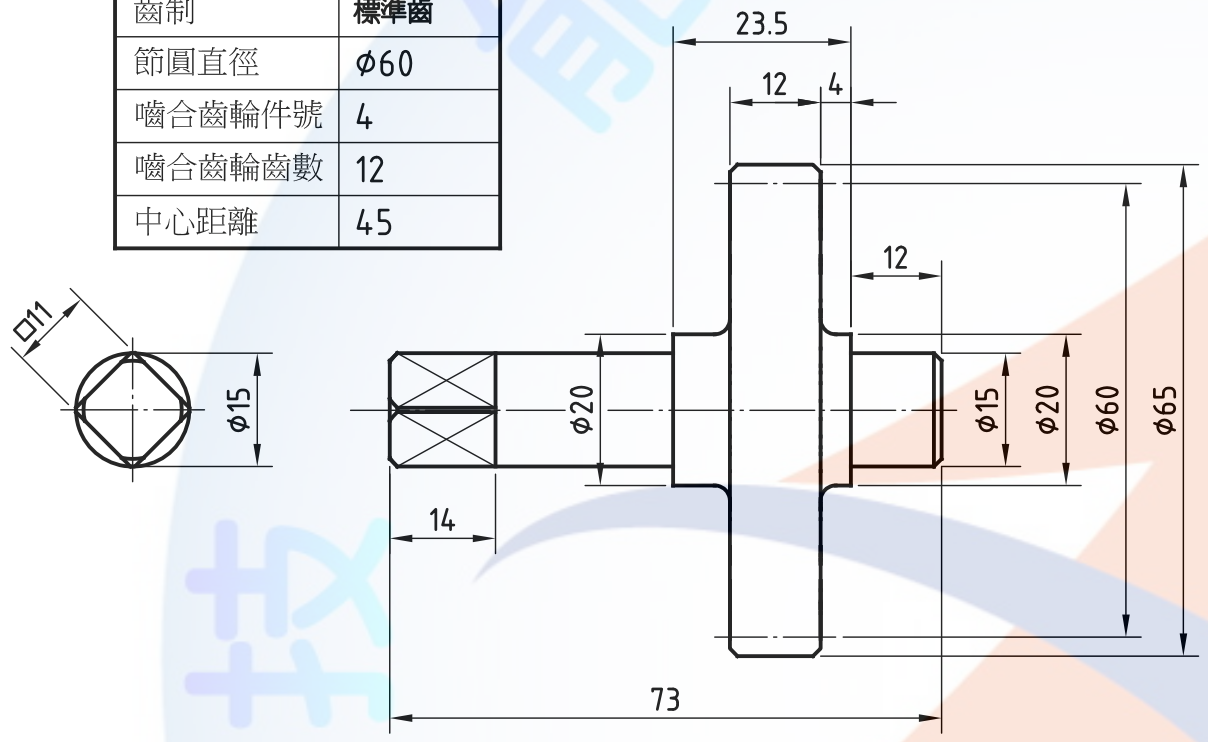 齒制 標準齒
節圓直徑 ϕ60
嚙合齒輪件號 4
嚙合齒輪齒數 12
中心距離 45
23.5
12 4
12
□11
ϕ15
ϕ20
ϕ15
ϕ20
ϕ60
ϕ65
14
73